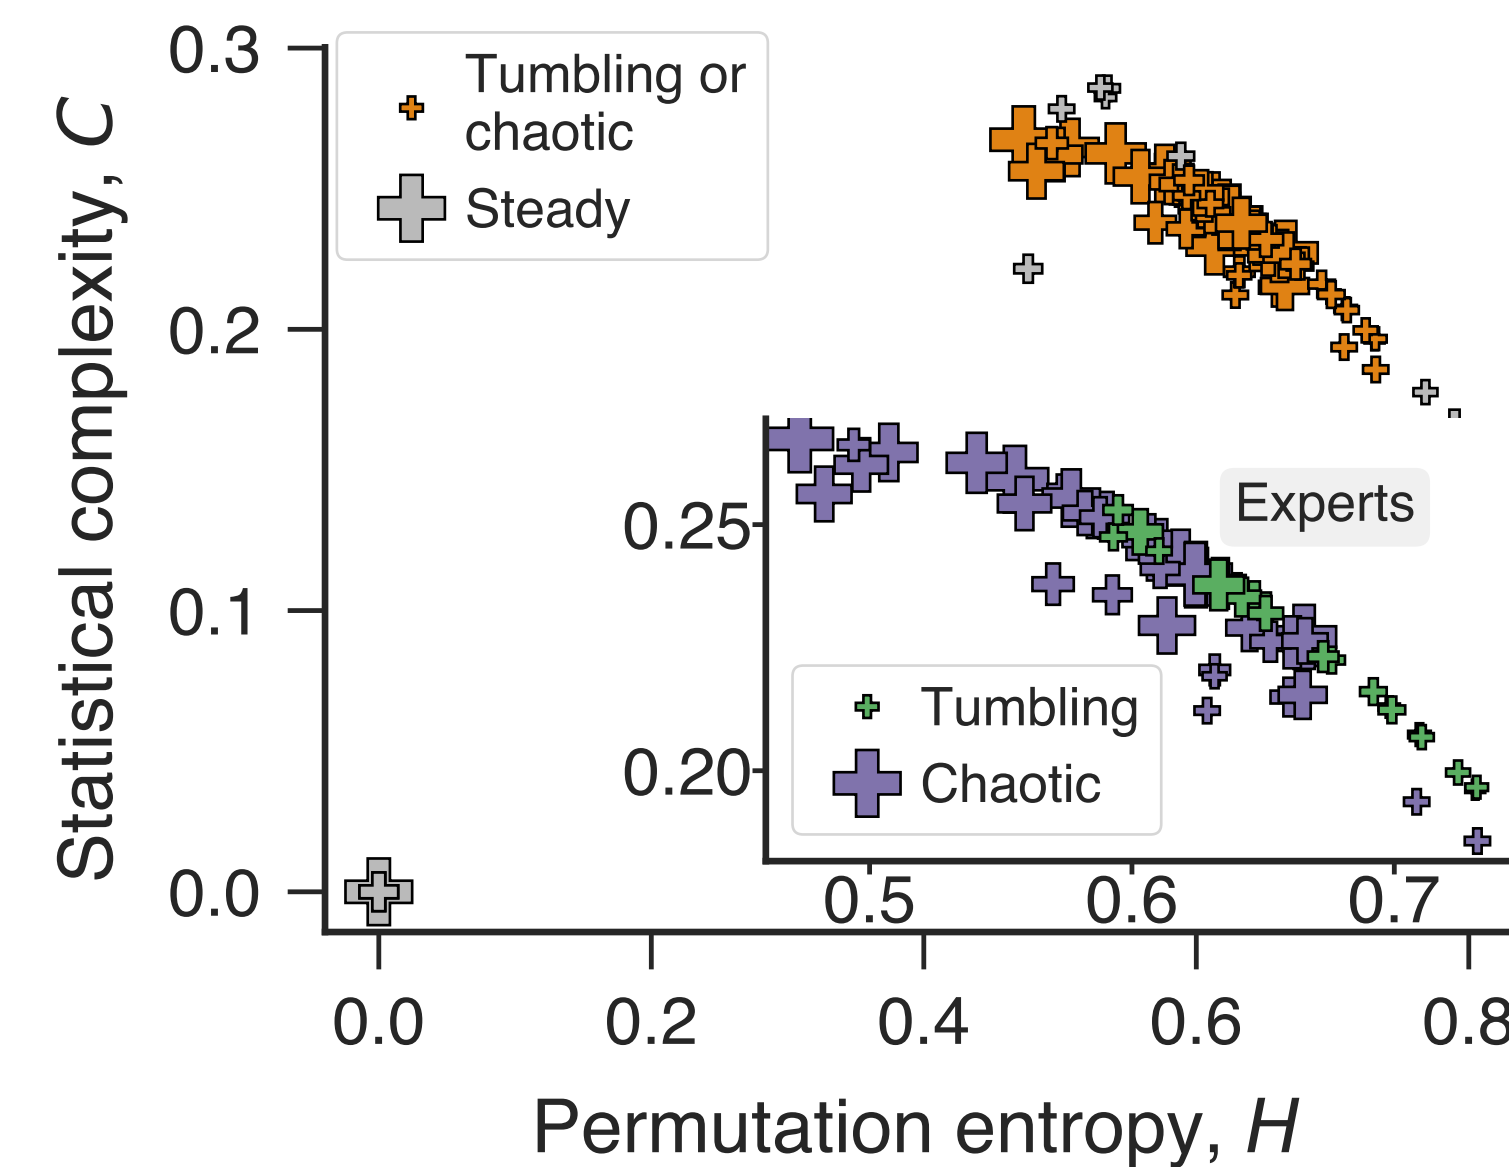 0.3
0.2
0.1
0.0
Statistical complexity, C
Tumbling or
chaotic
Steady
Experts
0.25
0.20
Tumbling
Chaotic
0.5 0.6 0.7
0.0 0.2 0.4 0.6 0.8
Permutation entropy, H